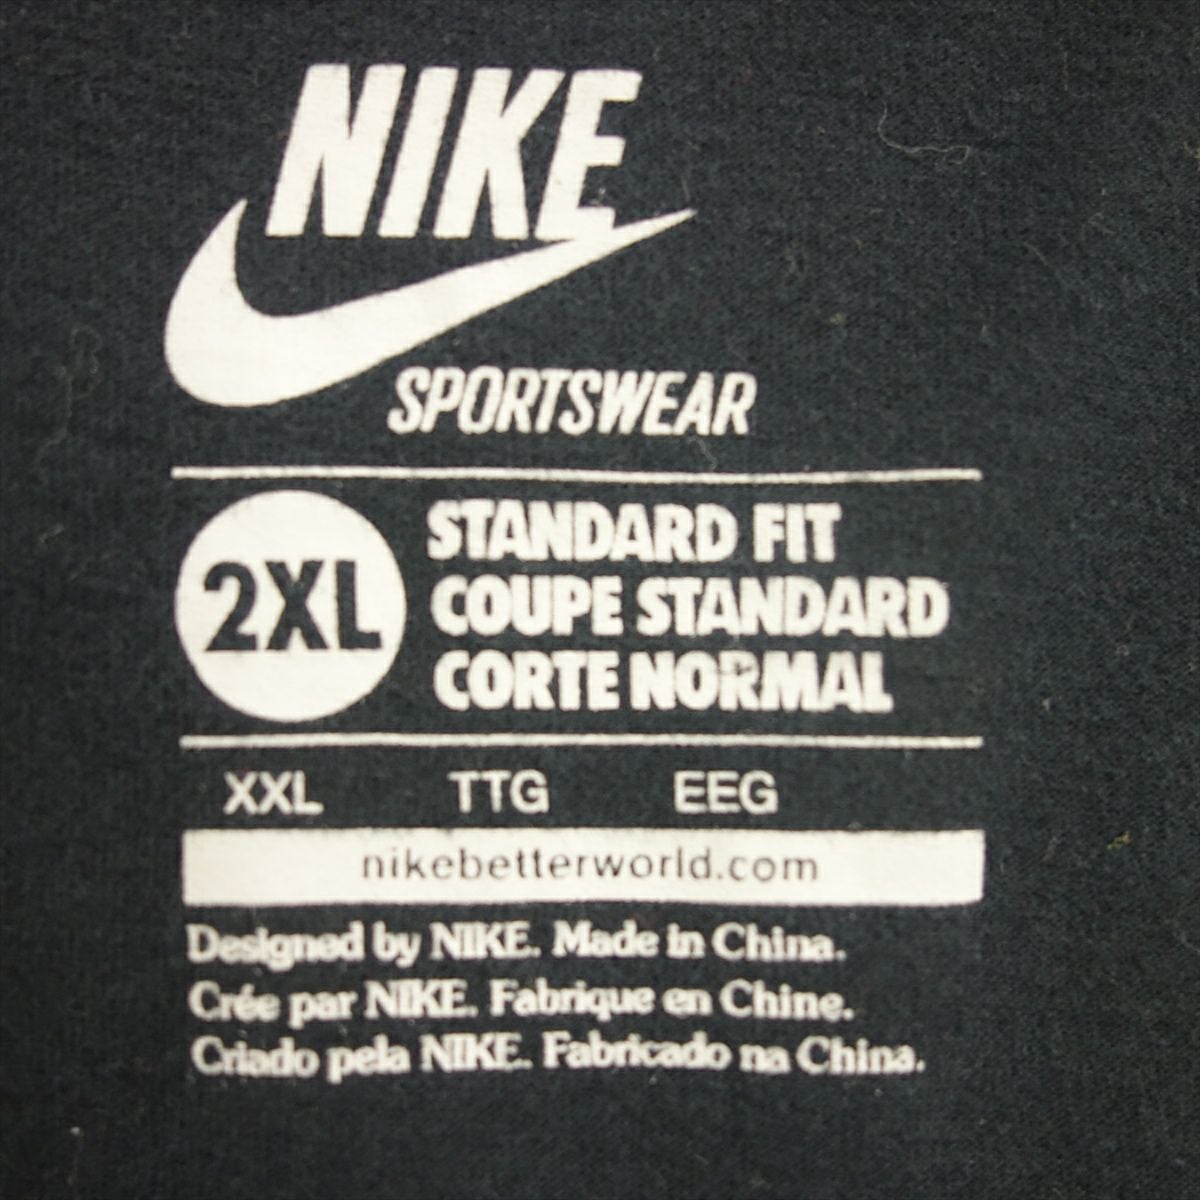 NIKE
SPORTSWEAR
2XL
STANDARD FIT
COUPE STANDARD
CORTE NORMAL
XXL TTG EEG
nikebetterworld.com
Designed by NIKE. Made in China.
Crée par NIKE. Fabrique en Chine.
Criado pela NIKE. Fabricado na China.